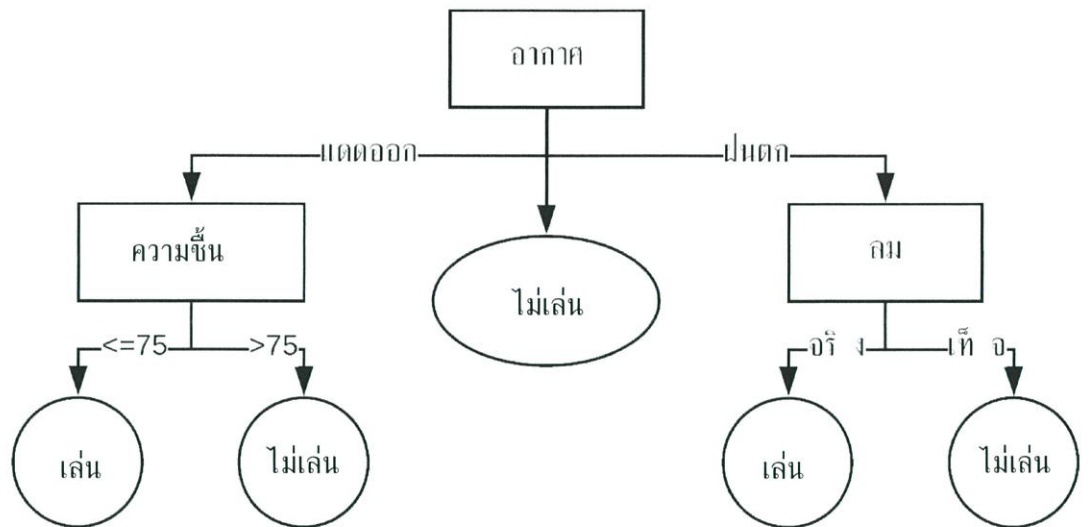 อากาศ
แดดออก
ฝนตก
ความชื้น
ไม่เล่น
ลม
<=75
>75
จริ ง
เท็ จ
เล่น
ไม่เล่น
เล่น
ไม่เล่น